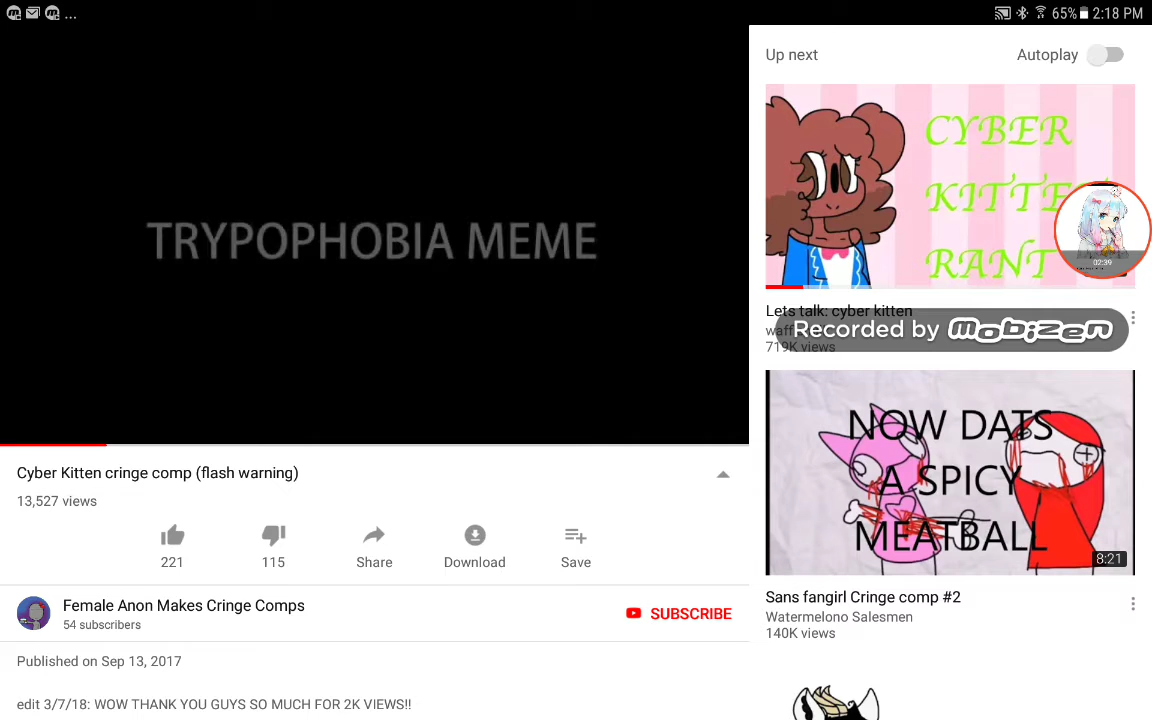 ...
65% 2:18 PM
TRYPOPHOBIA MEME
Cyber Kitten cringe comp (flash warning)
13,527 views
221
115
Share
Download
Save
Female Anon Makes Cringe Comps
54 subscribers
SUBSCRIBE
Published on Sep 13, 2017
edit 3/7/18: WOW THANK YOU GUYS SO MUCH FOR 2K VIEWS!!
Up next
Autoplay
CYBER
KITTE
RANT
02:39
Lets talk: cyber kitten
Recorded by mobizen
719K views
NOW DATS
A SPICY
MEATBALL
8:21
Sans fangirl Cringe comp #2
Watermelono Salesmen
140K views